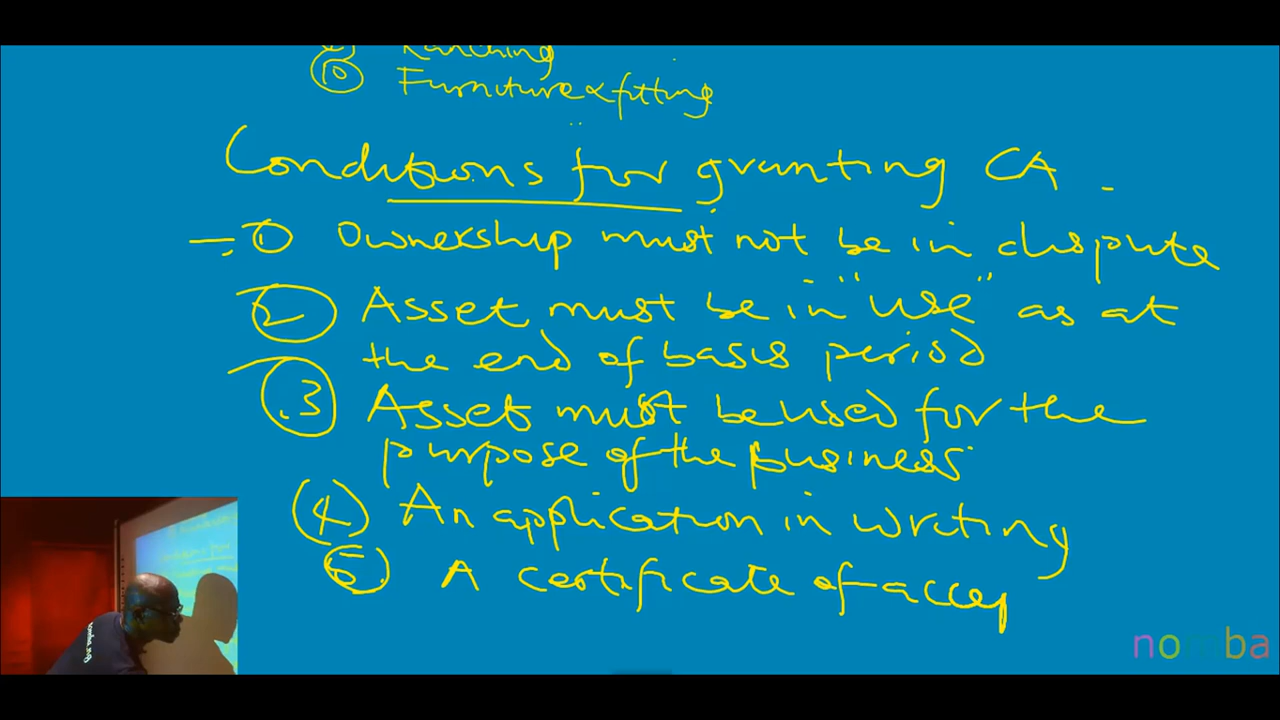 Ranching
10 Furniture & fitting
Conditions for granting CA
1 Ownership must not be in dispute
2 Asset must be in "use" as at
the end of basis period
3 Asset must be used for the
purpose of the business
(4) An application in writing
5 A certificate of accep
nomba